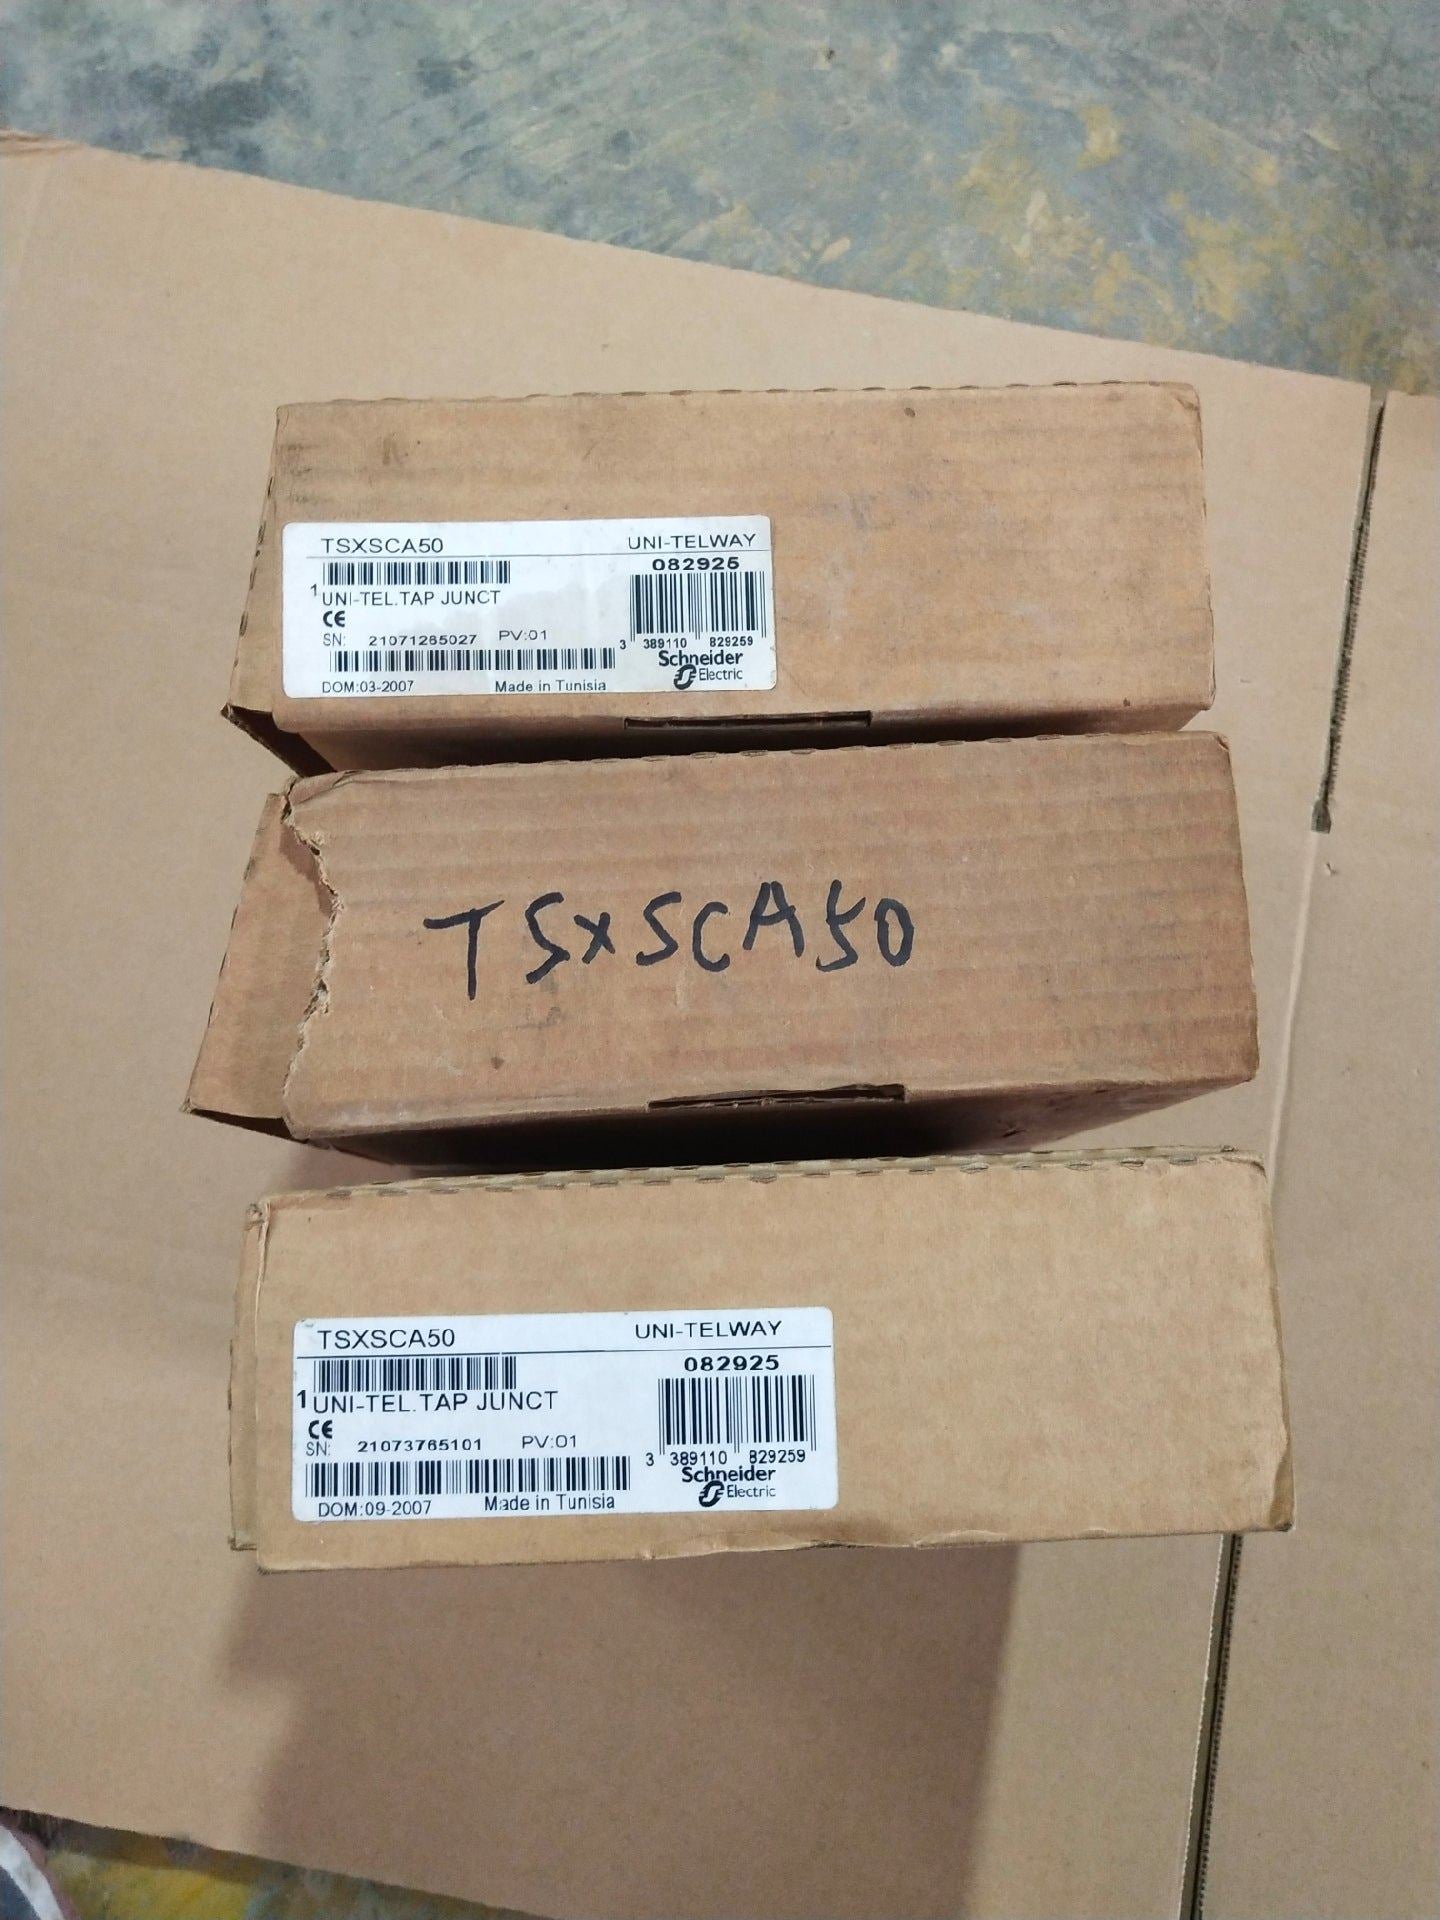 TSXSCA50 UNI-TELWAY
082925
1 UNI-TEL.TAP JUNCT
CE
SN: 21071265027 PV:01
3 389110 829259
Schneider
Electric
DOM:03-2007 Made in Tunisia
TSXSCA50
TSXSCA50 UNI-TELWAY
082925
1 UNI-TEL.TAP JUNCT
CE
SN: 21073765101 PV:01
3 389110 829259
Schneider
Electric
DOM:09-2007 Made in Tunisia